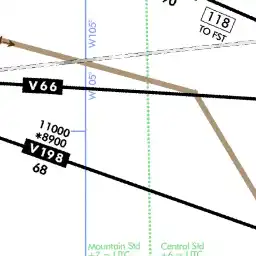 118
TO FST
W105°
V66
W105°
11000
*8900
V198
68
Mountain Std
+7 = UTC
Central Std
+6 = UTC